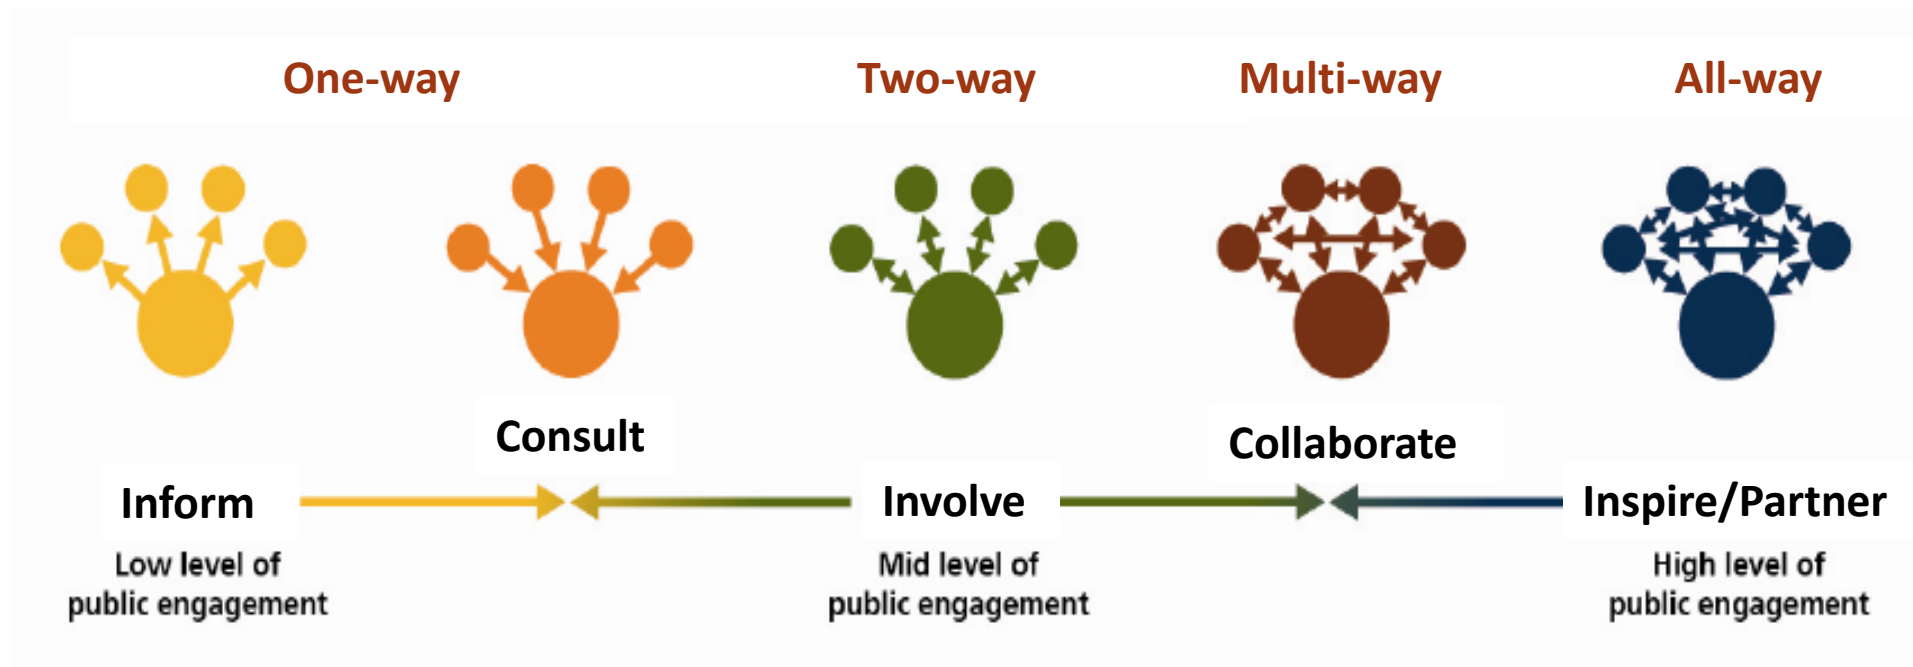 One-way
Two-way
Multi-way
All-way
Consult
Collaborate
Inform
Involve
Inspire/Partner
Low level of
public engagement
Mid level of
public engagement
High level of
public engagement